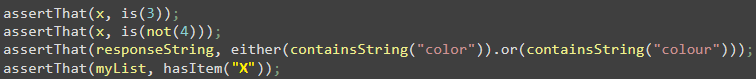 assertThat(x, is(3));
assertThat(x, is(not(4)));
assertThat(responseString, either(containsString("color")).or(containsString("colour")));
assertThat(myList, hasItem("X"));